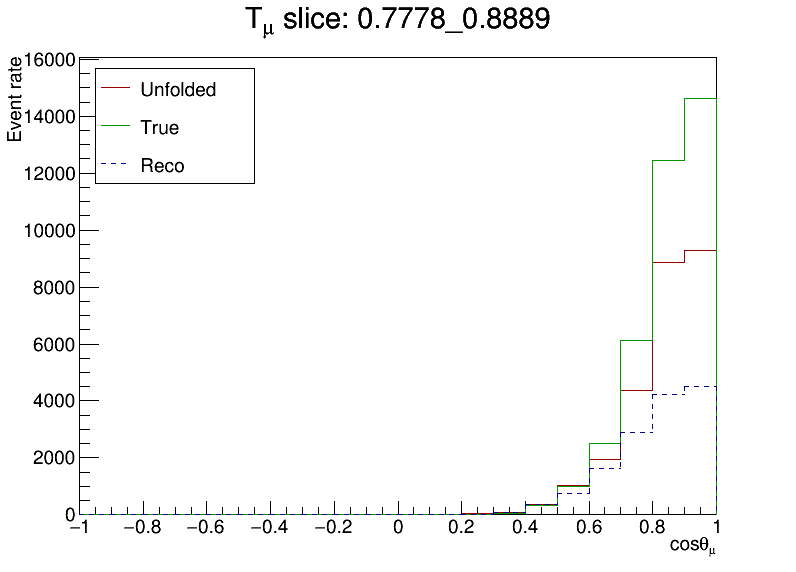 Tμ slice: 0.7778_0.8889
Event rate
16000
14000
12000
10000
8000
6000
4000
2000
0
Unfolded
True
Reco
−1 −0.8 −0.6 −0.4 −0.2 0 0.2 0.4 0.6 0.8 1
cosθμ